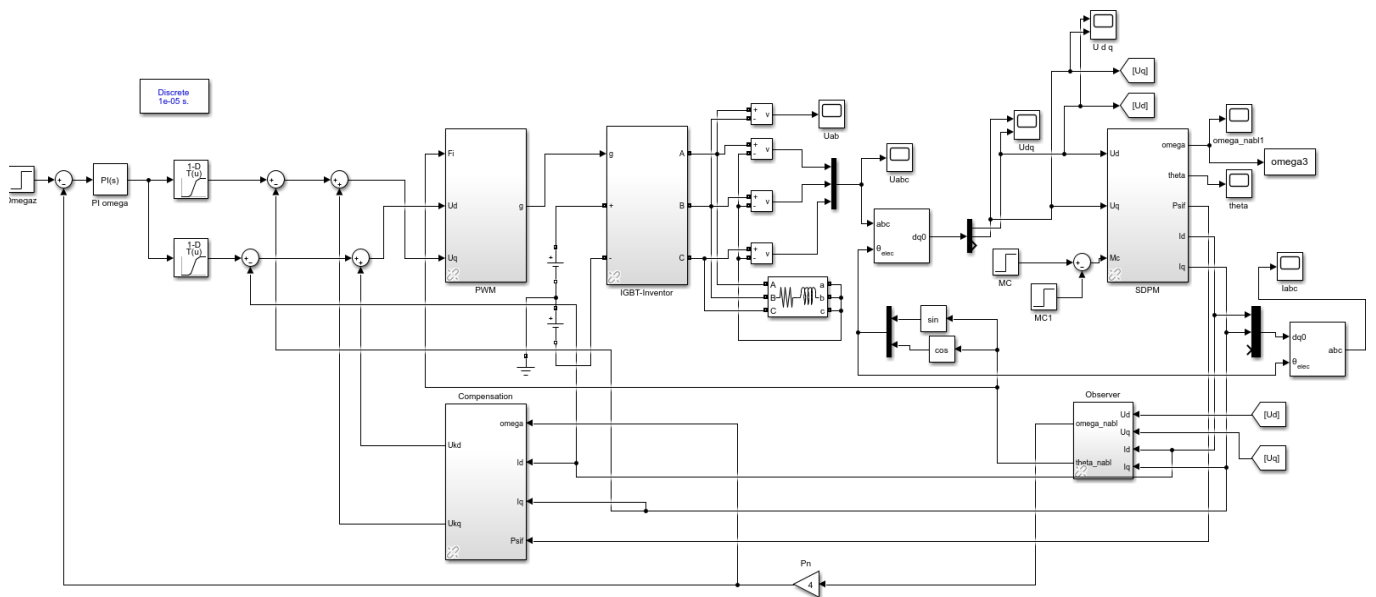 U d q
[Uq]
[Ud]
Discrete
1e-05 s.
Uab
Udq
omega_nabl1
omega3
theta
Uabc
1-D
T(u)
PI(s)
PI omega
Omegaz
1-D
T(u)
Fi
Ud
Uq
g
PWM
g
+
-
A
B
C
IGBT-Inventor
+
-
v
+
-
v
+
-
v
+
-
v
A
B
C
a
b
c
abc
θelec
dq0
Ud
Uq
Mc
omega
theta
Psif
Id
Iq
SDPM
MC
MC1
Iabc
sin
cos
dq0
θelec
abc
Compensation
Ukd
Ukq
omega
Id
Iq
Psif
Observer
omega_nabl
theta_nabl
Ud
Uq
Id
Iq
[Ud]
[Uq]
Pn
4